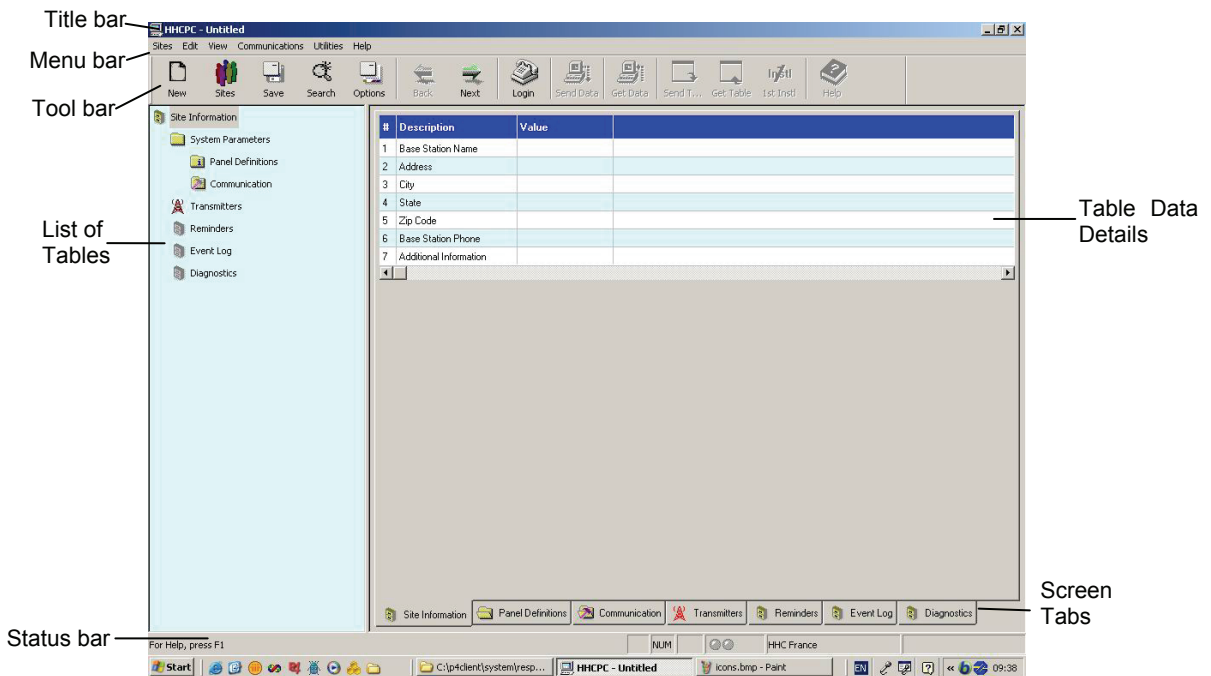 Title bar
HHCPC - Untitled
Menu bar
Sites Edit View Communications Utilities Help
Tool bar
New Sites Save Search Options Back Next Login Send Data Get Data Send T... Get Table 1st Instl Help
Site Information
System Parameters
Panel Definitions
Communication
Transmitters
Reminders
Event Log
Diagnostics
List of
Tables
# Description Value
1 Base Station Name
2 Address
3 City
4 State
5 Zip Code
6 Base Station Phone
7 Additional Information
Table Data
Details
Site Information Panel Definitions Communication Transmitters Reminders Event Log Diagnostics
Screen
Tabs
Status bar
For Help, press F1 NUM HHC France
Start C:\p4client\system\resp... HHCPC - Untitled icons.bmp - Paint EN « 09:38